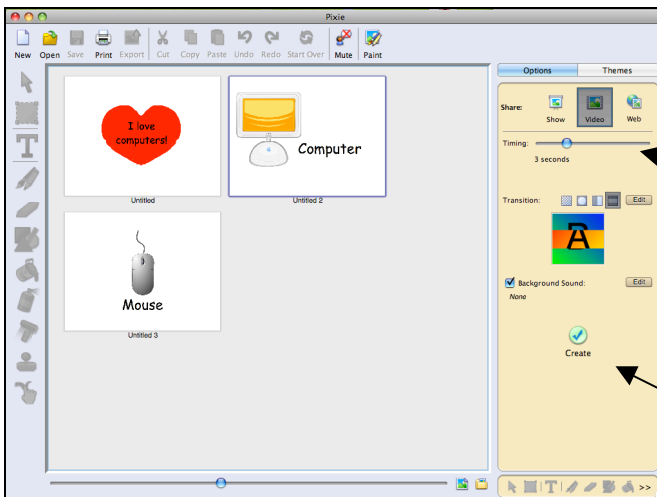 Pixie
New Open Save Print Export Cut Copy Paste Undo Redo Start Over Mute Paint
Options Themes
Share:
Show Video Web
Timing:
3 seconds
Transition: Edit
A
Background Sound: Edit
None
Create
I love
computers!
Untitled
Computer
Untitled 2
Mouse
Untitled 3
T
T >>